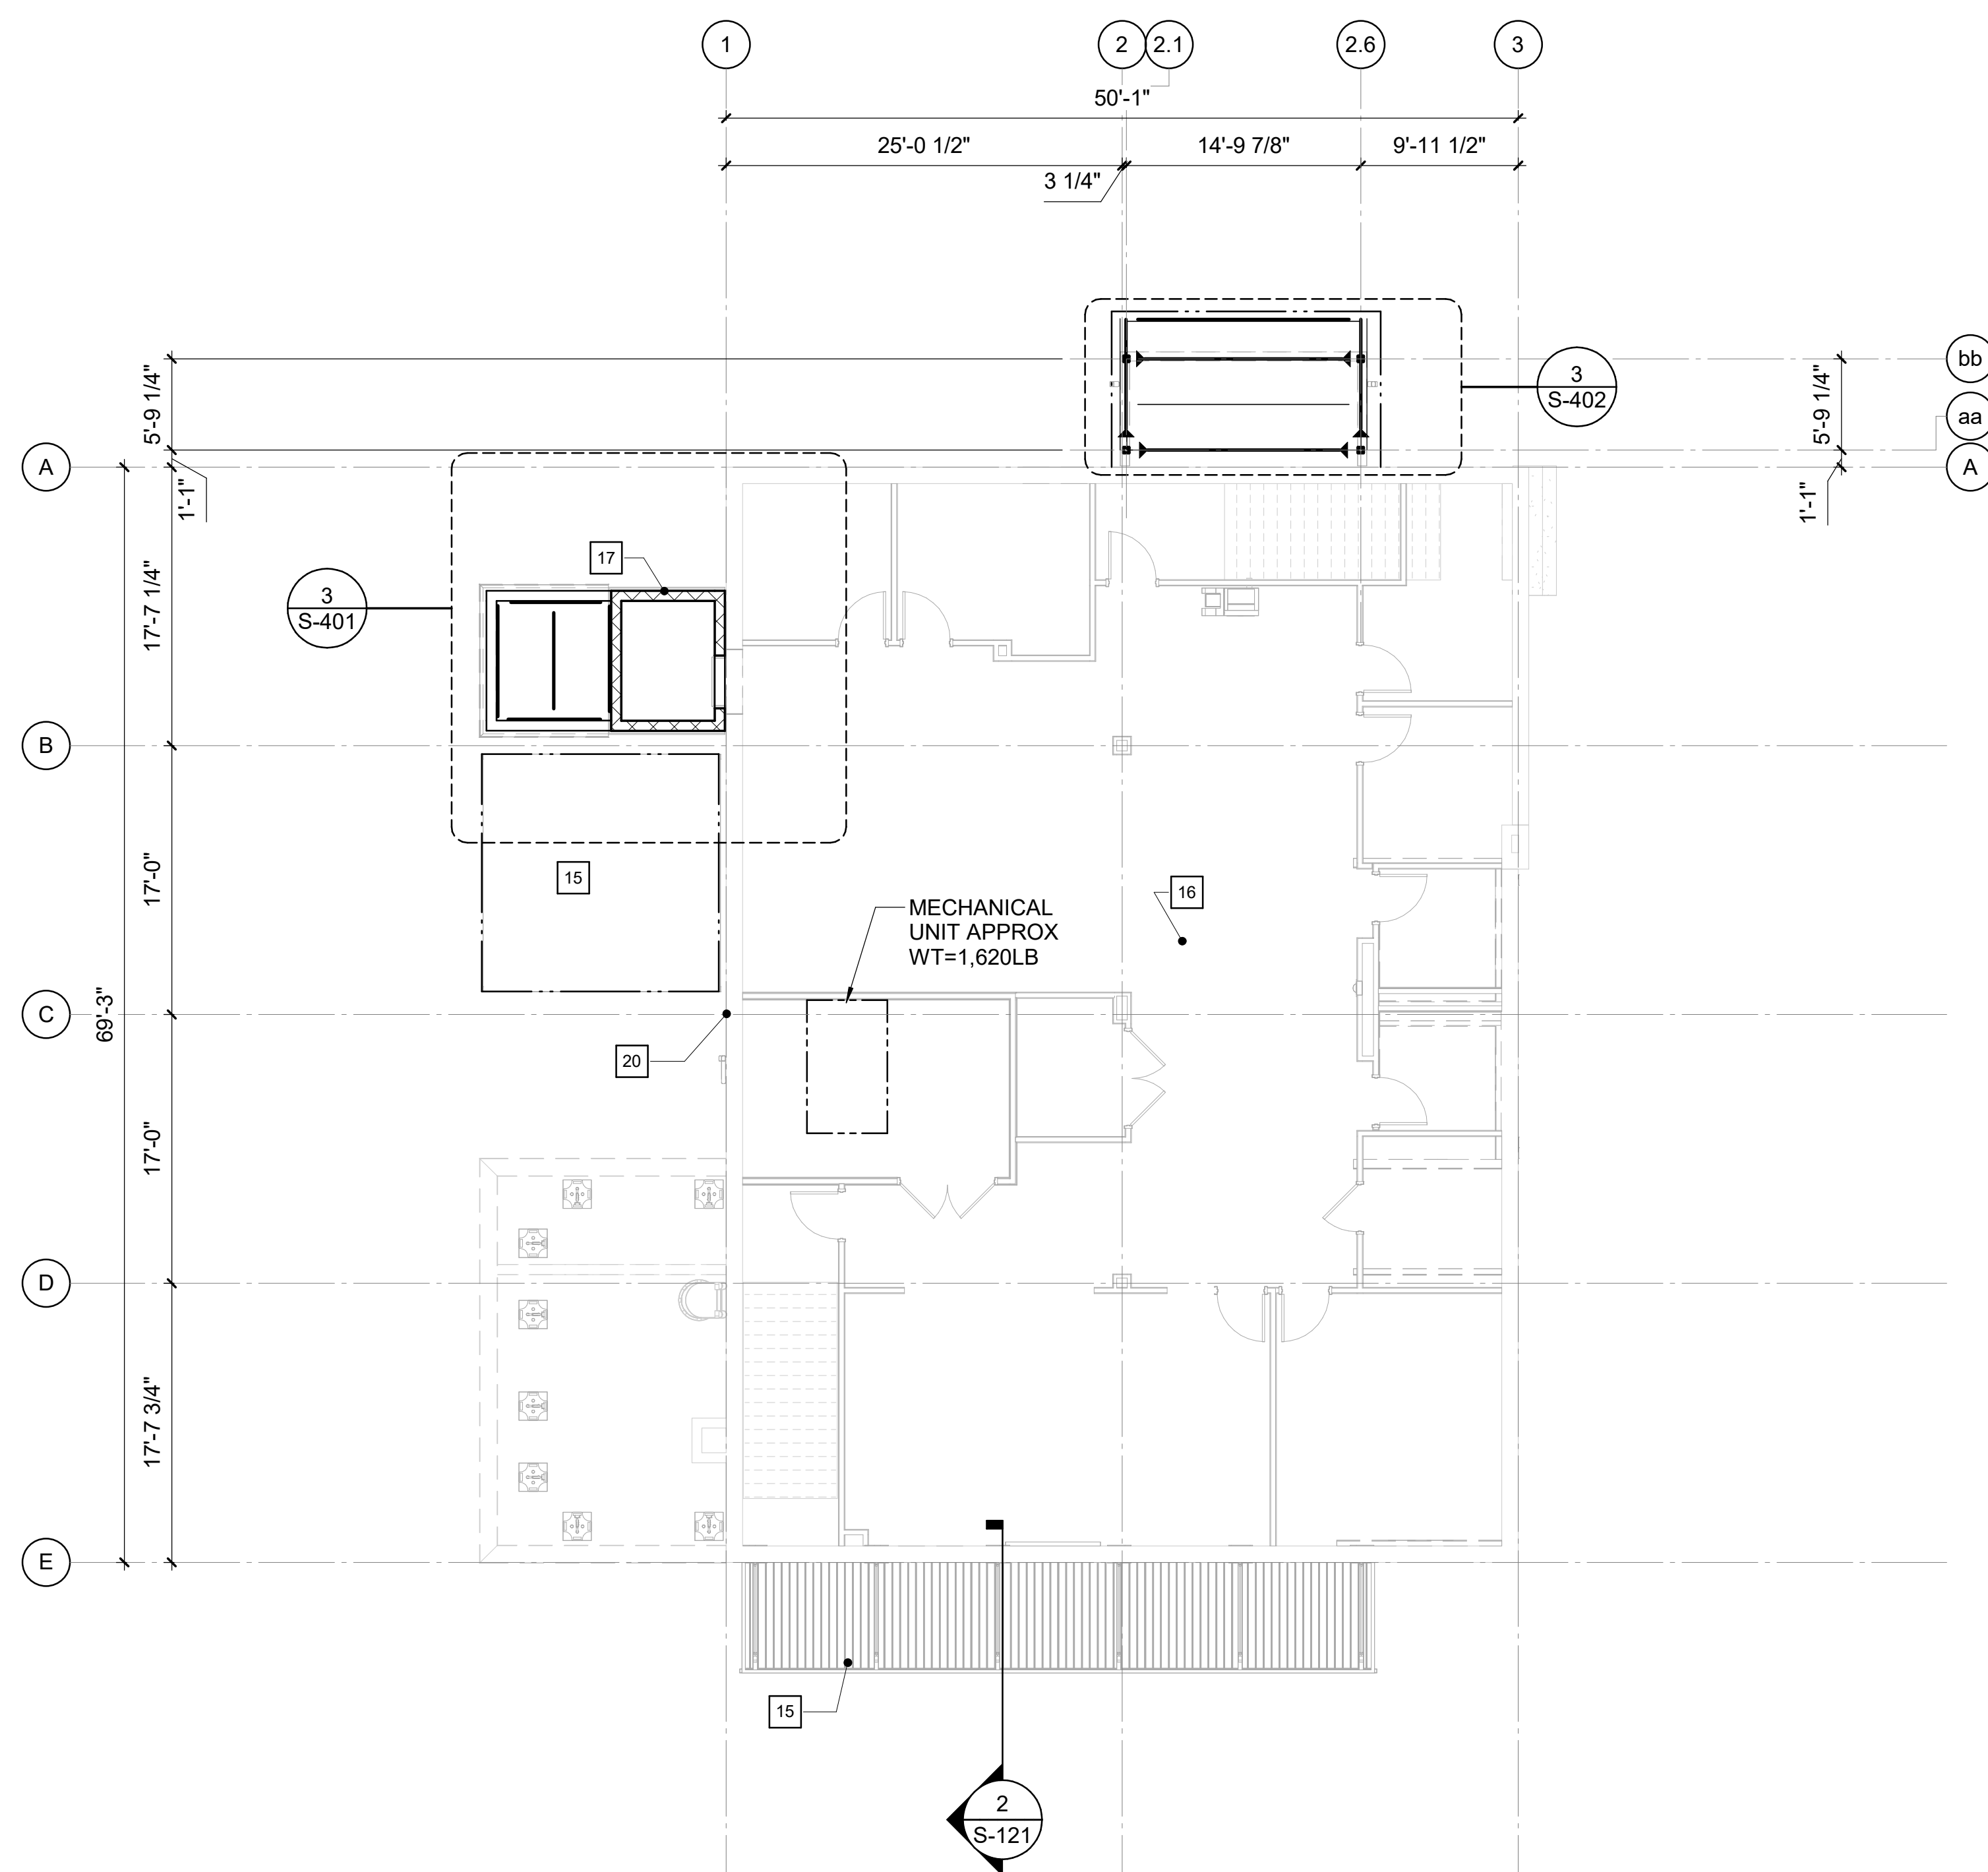 1
2
2.1
2.6
3
50'-1"
25'-0 1/2"
14'-9 7/8"
9'-11 1/2"
3 1/4"
bb
3
S-402
5'-9 1/4"
5'-9 1/4"
aa
A
A
1'-1"
1'-1"
17
17'-7 1/4"
3
S-401
B
15
17'-0"
16
MECHANICAL
UNIT APPROX
WT=1,620LB
C
69'-3"
20
17'-0"
D
17'-7 3/4"
E
15
2
S-121